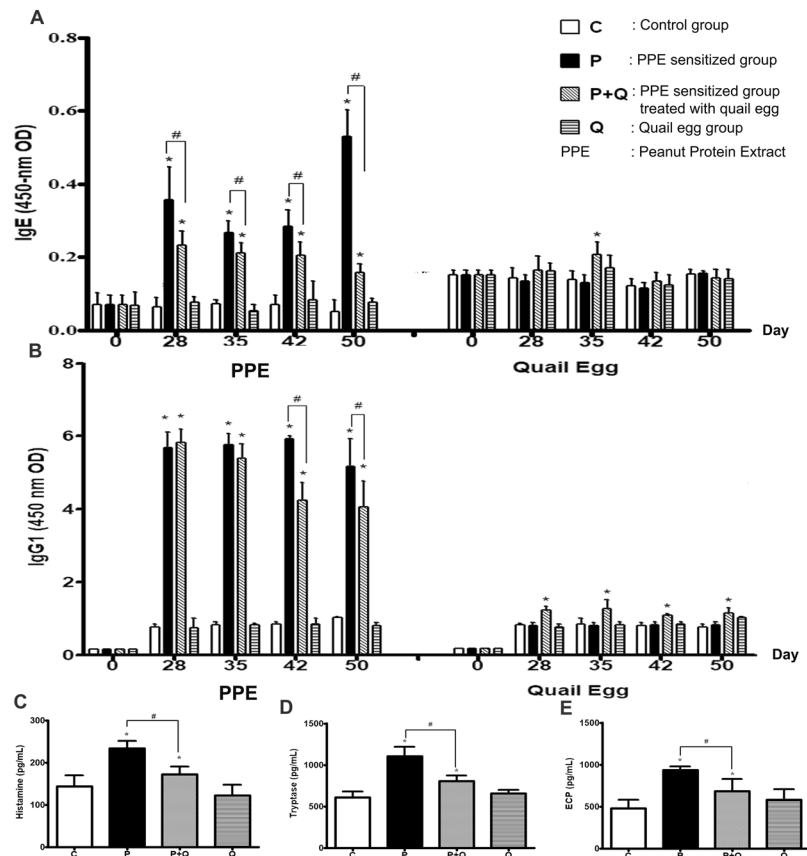 A
0.8
0.6
0.4
0.2
0.0
IgE (450-nm OD)
#
*
*
#
*
*
#
*
*
#
*
*
*
C : Control group
P : PPE sensitized group
P+Q : PPE sensitized group
treated with quail egg
Q : Quail egg group
PPE : Peanut Protein Extract
0 28 35 42 50 0 28 35 42 50 Day
PPE Quail Egg
B
8
6
4
2
0
IgG1 (450 nm OD)
* *
*
*
#
*
*
#
*
*
*
*
*
*
0 28 35 42 50 0 28 35 42 50 Day
PPE Quail Egg
C
300
200
100
0
Histamine (pg/mL)
#
*
*
C P P+Q Q
D
1500
1000
500
0
Tryptase (pg/mL)
#
*
*
C P P+Q Q
E
1500
1000
500
0
ECP (pg/mL)
#
*
*
C P P+Q Q